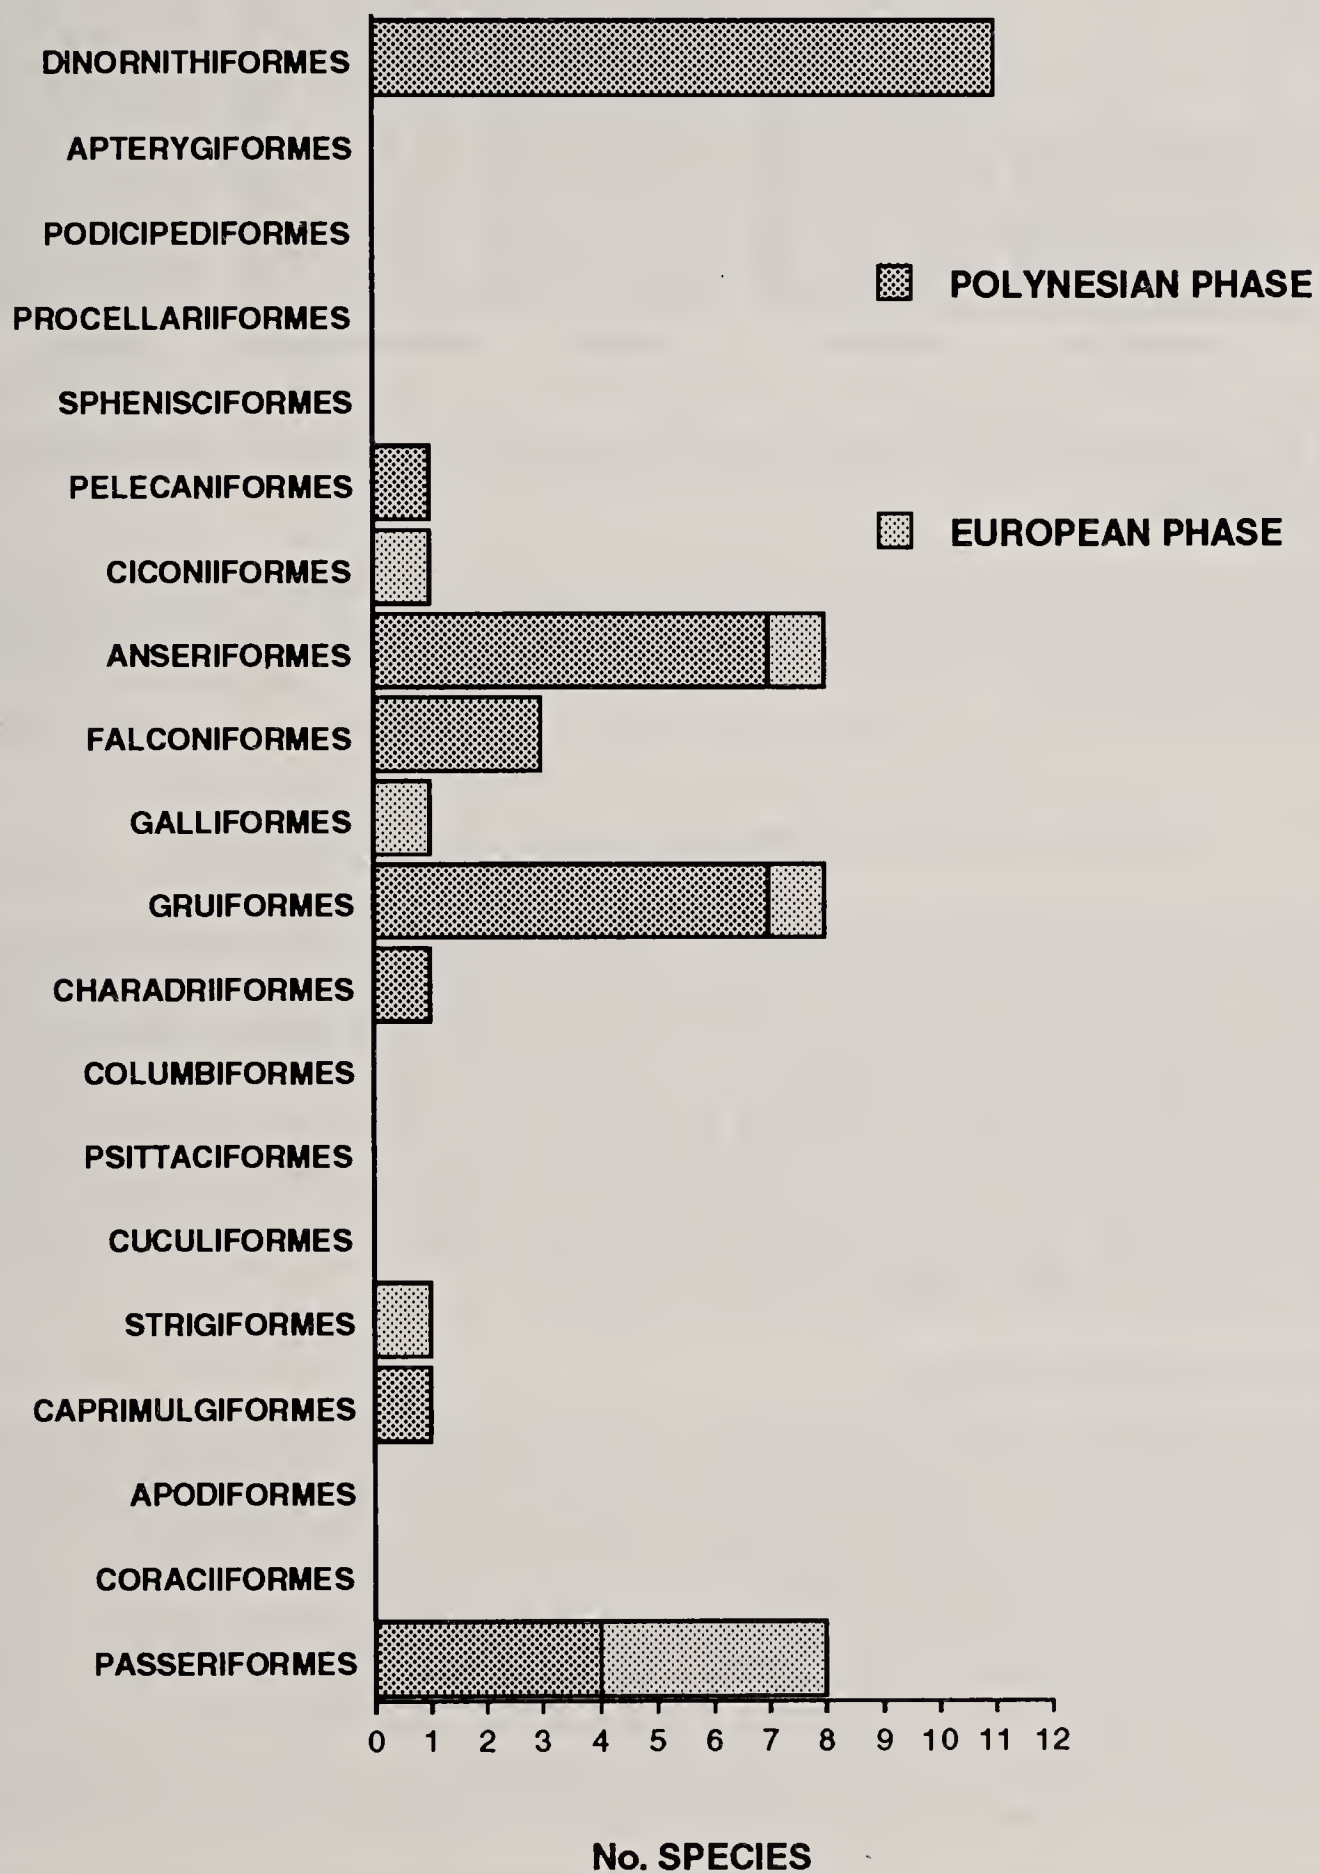 DINORNITHIFORMES
APTERYGIFORMES
PODICIPEDIFORMES
PROCELLARIIFORMES
SPHENISCIFORMES
PELECANIFORMES
CICONIIFORMES
ANSERIFORMES
FALCONIFORMES
GALLIFORMES
GRUIFORMES
CHARADRIIFORMES
COLUMBIFORMES
PSITTACIFORMES
CUCULIFORMES
STRIGIFORMES
CAPRIMULGIFORMES
APODIFORMES
CORACIIFORMES
PASSERIFORMES
POLYNESIAN PHASE
EUROPEAN PHASE
0 1 2 3 4 5 6 7 8 9 10 11 12
No. SPECIES